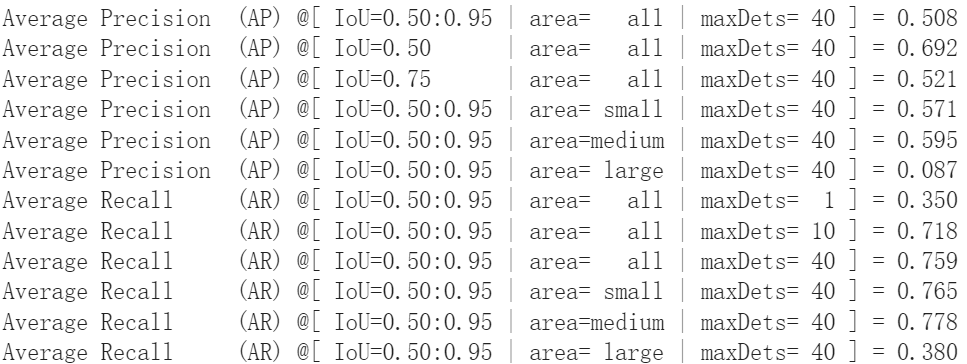 Average Precision  (AP) @[ IoU=0.50:0.95 | area=   all | maxDets= 40 ] = 0.508
Average Precision  (AP) @[ IoU=0.50      | area=   all | maxDets= 40 ] = 0.692
Average Precision  (AP) @[ IoU=0.75      | area=   all | maxDets= 40 ] = 0.521
Average Precision  (AP) @[ IoU=0.50:0.95 | area= small | maxDets= 40 ] = 0.571
Average Precision  (AP) @[ IoU=0.50:0.95 | area=medium | maxDets= 40 ] = 0.595
Average Precision  (AP) @[ IoU=0.50:0.95 | area= large | maxDets= 40 ] = 0.087
Average Recall     (AR) @[ IoU=0.50:0.95 | area=   all | maxDets=  1 ] = 0.350
Average Recall     (AR) @[ IoU=0.50:0.95 | area=   all | maxDets= 10 ] = 0.718
Average Recall     (AR) @[ IoU=0.50:0.95 | area=   all | maxDets= 40 ] = 0.759
Average Recall     (AR) @[ IoU=0.50:0.95 | area= small | maxDets= 40 ] = 0.765
Average Recall     (AR) @[ IoU=0.50:0.95 | area=medium | maxDets= 40 ] = 0.778
Average Recall     (AR) @[ IoU=0.50:0.95 | area= large | maxDets= 40 ] = 0.380